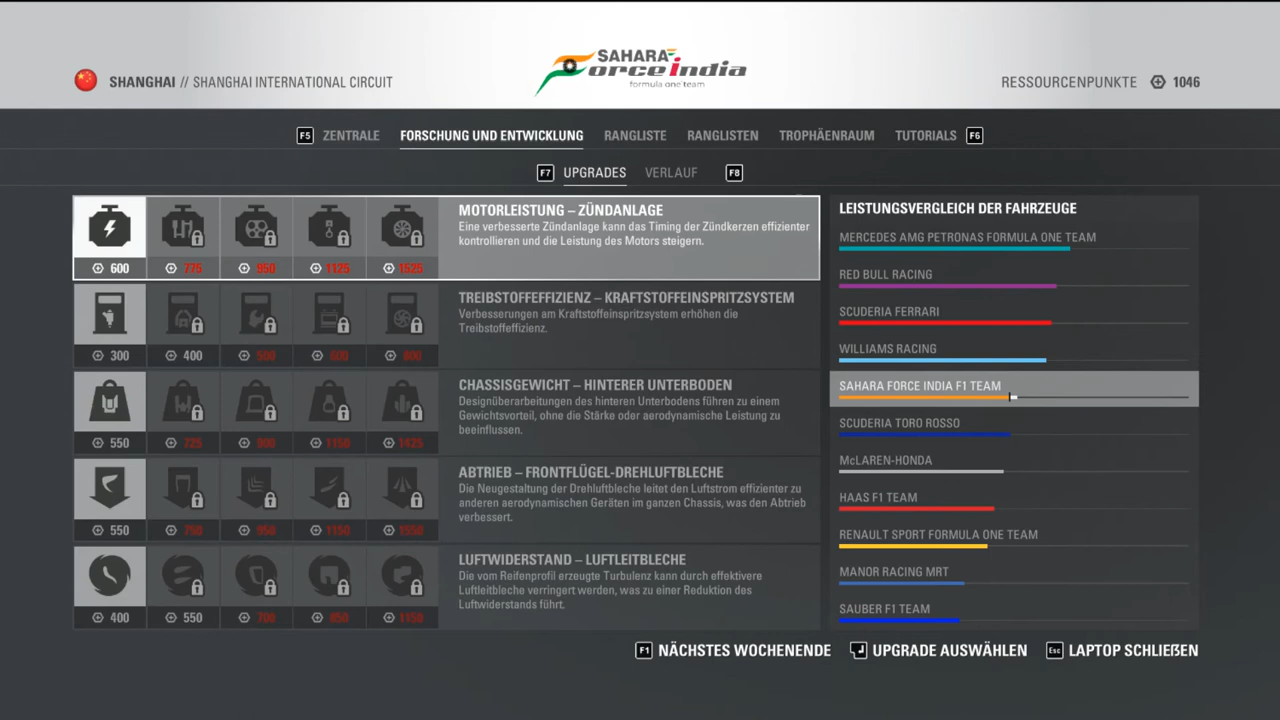 SHANGHAI // SHANGHAI INTERNATIONAL CIRCUIT
SAHARA
Force india
formula one team
RESSOURCENPUNKTE 1046
F5 ZENTRALE FORSCHUNG UND ENTWICKLUNG RANGLISTE RANGLISTEN TROPHÄENRAUM TUTORIALS F6
F7 UPGRADES VERLAUF F8
MOTORLEISTUNG – ZÜNDANLAGE
Eine verbesserte Zündanlage kann das Timing der Zündkerzen effizienter
kontrollieren und die Leistung des Motors steigern.
600 775 950 1125 1525
TREIBSTOFFEFFIZIENZ – KRAFTSTOFFEINSPRITZSYSTEM
Verbesserungen am Kraftstoffeinspritzsystem erhöhen die
Treibstoffeffizienz.
300 400 500 600 800
CHASSISGEWICHT – HINTERER UNTERBODEN
Designüberarbeitungen des hinteren Unterbodens führen zu einem
Gewichtsvorteil, ohne die Stärke oder aerodynamische Leistung zu
beeinflussen.
550 725 900 1150 1425
ABTRIEB – FRONTFLÜGEL-DREHLUFTBLECHE
Die Neugestaltung der Drehluftbleche leitet den Luftstrom effizienter zu
anderen aerodynamischen Geräten im ganzen Chassis, was den Abtrieb
verbessert.
550 750 950 1150 1550
LUFTWIDERSTAND – LUFTLEITBLECHE
Die vom Reifenprofil erzeugte Turbulenz kann durch effektivere
Luftleitbleche verringert werden, was zu einer Reduktion des
Luftwiderstands führt.
400 550 700 850 1150
LEISTUNGSVERGLEICH DER FAHRZEUGE
MERCEDES AMG PETRONAS FORMULA ONE TEAM
RED BULL RACING
SCUDERIA FERRARI
WILLIAMS RACING
SAHARA FORCE INDIA F1 TEAM
SCUDERIA TORO ROSSO
McLAREN-HONDA
HAAS F1 TEAM
RENAULT SPORT FORMULA ONE TEAM
MANOR RACING MRT
SAUBER F1 TEAM
F1 NÄCHSTES WOCHENENDE UPGRADE AUSWÄHLEN Esc LAPTOP SCHLIEẞEN